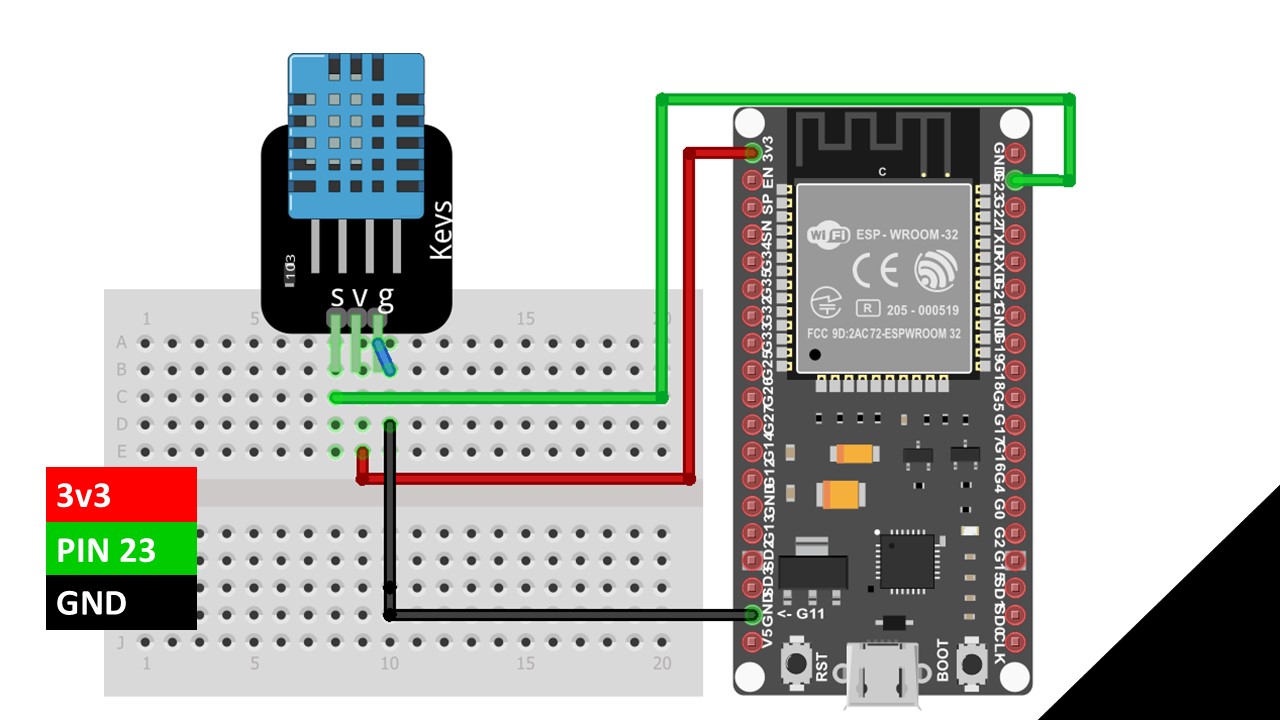 Keys
103
s v g
1 5 15 20
A
B
C
D
E
J
1 5 10 15 20
3v3
PIN 23
GND
3v3
EN
SP
SN
G34
G35
G32
G33
G25
G26
G27
G14
G12
GND
G13
SD2
SD3
GND
V5
C
WiFi ESP - WROOM - 32
CE
R 205 - 000519
FCC 9D:2AC72-ESPWROOM 32
<- G11
RST
BOOT
GND
G23
G22
TXD
RXD
G21
GND
G19
G18
G5
G17
G16
G4
G0
G2
G15
SD1
SD0
CLK